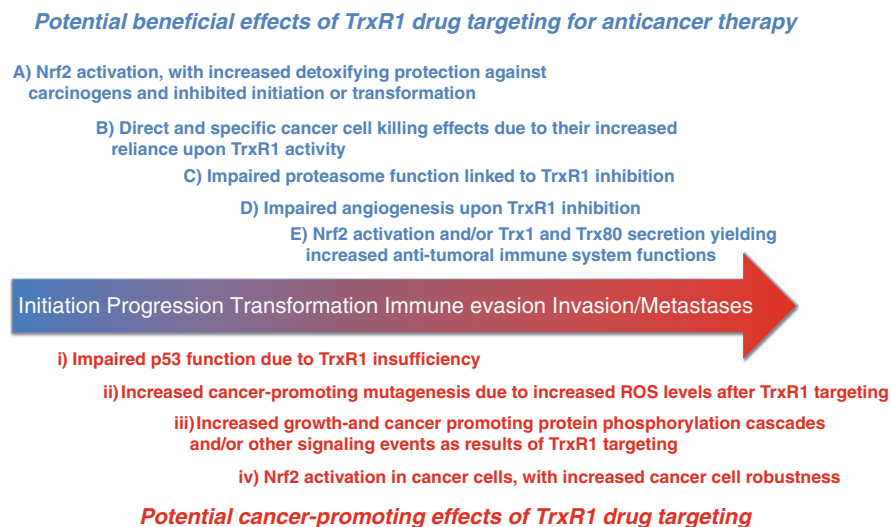 Potential beneficial effects of TrxR1 drug targeting for anticancer therapy
A) Nrf2 activation, with increased detoxifying protection against
carcinogens and inhibited initiation or transformation
B) Direct and specific cancer cell killing effects due to their increased
reliance upon TrxR1 activity
C) Impaired proteasome function linked to TrxR1 inhibition
D) Impaired angiogenesis upon TrxR1 inhibition
E) Nrf2 activation and/or Trx1 and Trx80 secretion yielding
increased anti-tumoral immune system functions
Initiation Progression Transformation Immune evasion Invasion/Metastases
i) Impaired p53 function due to TrxR1 insufficiency
ii) Increased cancer-promoting mutagenesis due to increased ROS levels after TrxR1 targeting
iii) Increased growth-and cancer promoting protein phosphorylation cascades
and/or other signaling events as results of TrxR1 targeting
iv) Nrf2 activation in cancer cells, with increased cancer cell robustness
Potential cancer-promoting effects of TrxR1 drug targeting